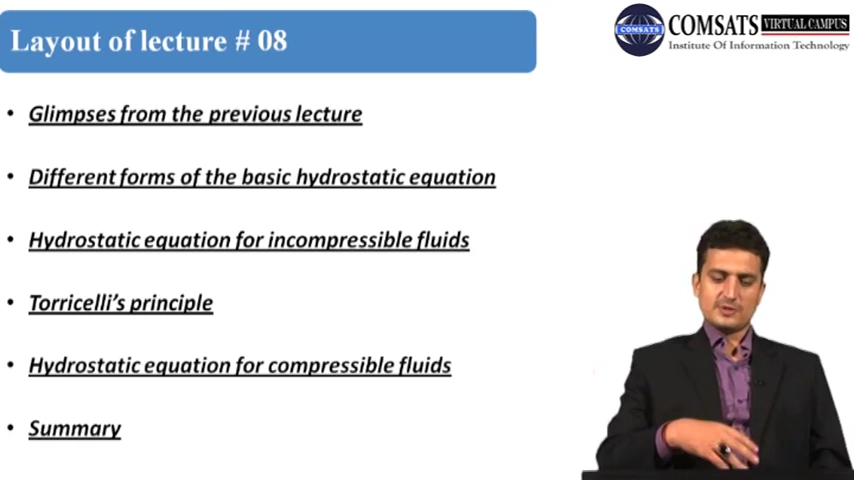 Layout of lecture # 08
COMSATS
COMSATS VIRTUAL CAMPUS
Institute Of Information Technology
• Glimpses from the previous lecture
• Different forms of the basic hydrostatic equation
• Hydrostatic equation for incompressible fluids
• Torricelli's principle
• Hydrostatic equation for compressible fluids
• Summary